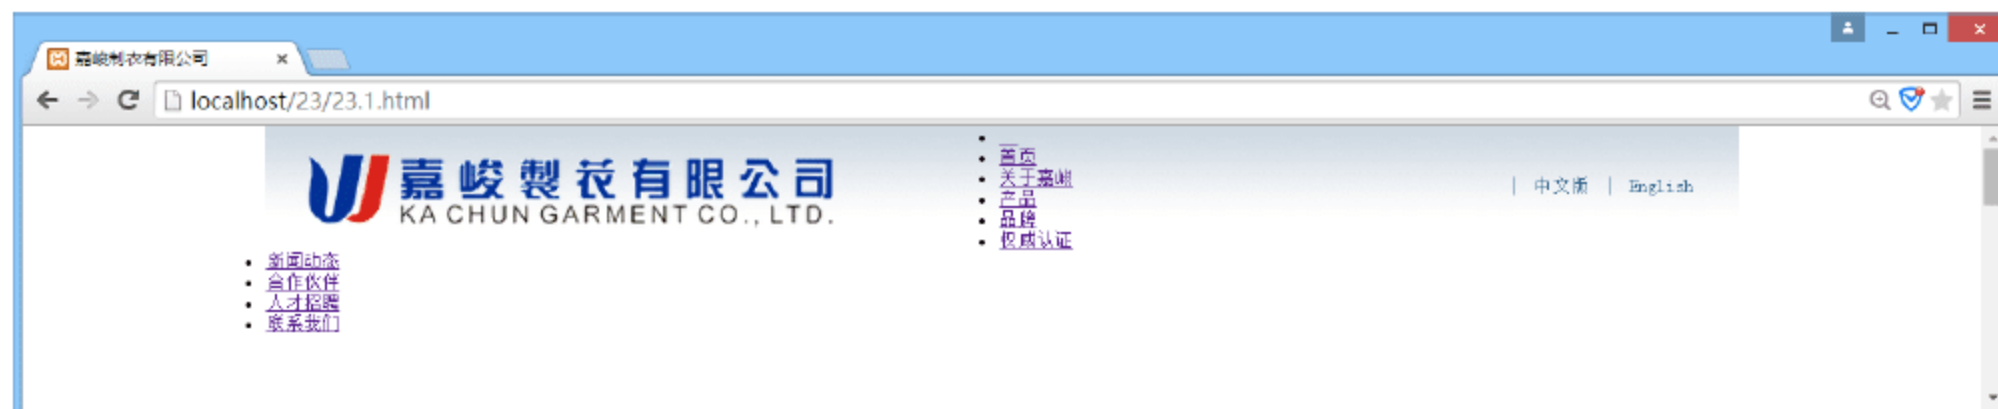 嘉峻制衣有限公司
localhost/23/23.1.html
嘉峻製衣有限公司
KA CHUN GARMENT CO., LTD.
首页
关于嘉峻
产品
品牌
权威认证
| 中文版 | English
新闻动态
合作伙伴
人才招聘
联系我们